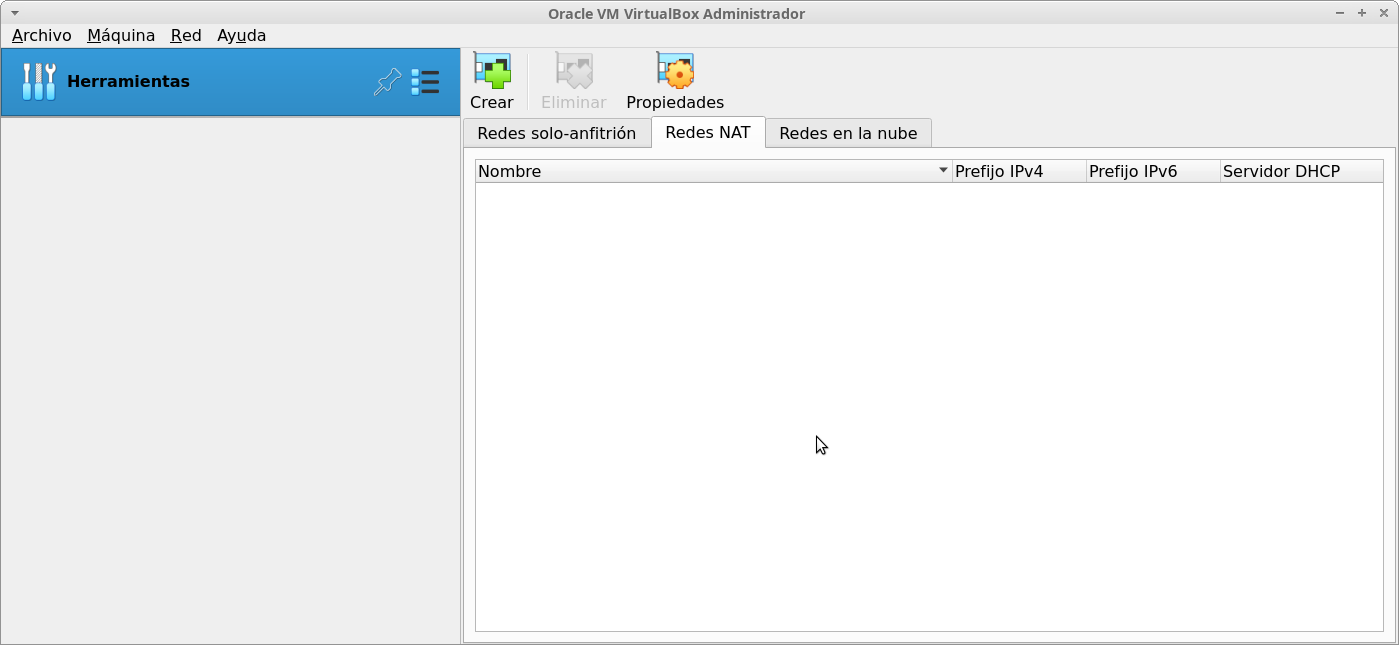 Oracle VM VirtualBox Administrador
Archivo Máquina Red Ayuda
Herramientas
Crear Eliminar Propiedades
Redes solo-anfitrión Redes NAT Redes en la nube
Nombre Prefijo IPv4 Prefijo IPv6 Servidor DHCP